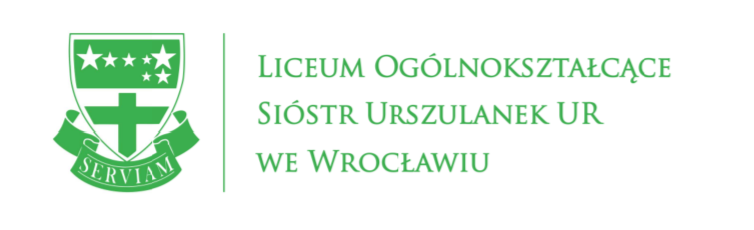 SERVIAM
Liceum Ogólnokształcące
Sióstr Urszulanek UR
we Wrocławiu